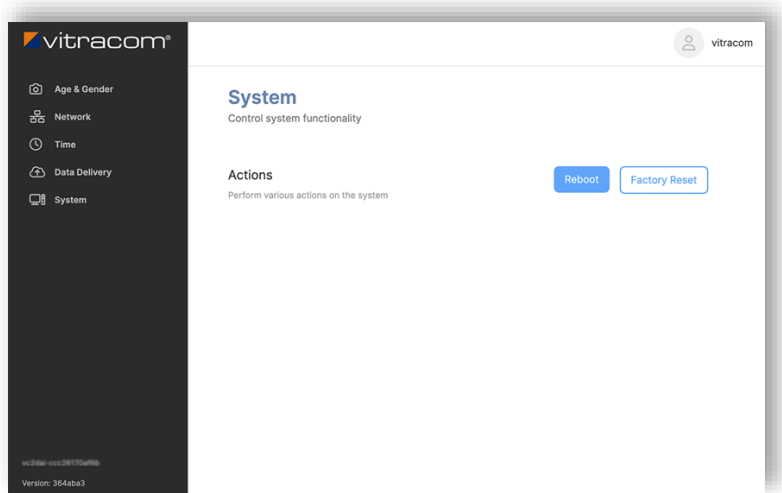 vitracom®
vitracom
Age & Gender
Network
Time
Data Delivery
System
System
Control system functionality
Actions
Perform various actions on the system
Reboot
Factory Reset
Version: 364aba3